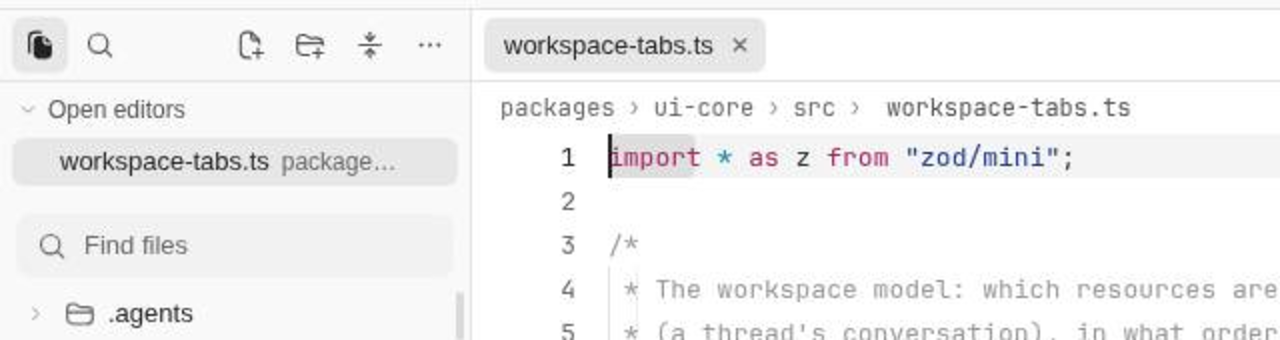 workspace-tabs.ts
Open editors
workspace-tabs.ts package…
Find files
.agents
packages › ui-core › src › workspace-tabs.ts
1 import * as z from "zod/mini";
2
3 /*
4 * The workspace model: which resources are
5 * (a thread's conversation), in what order